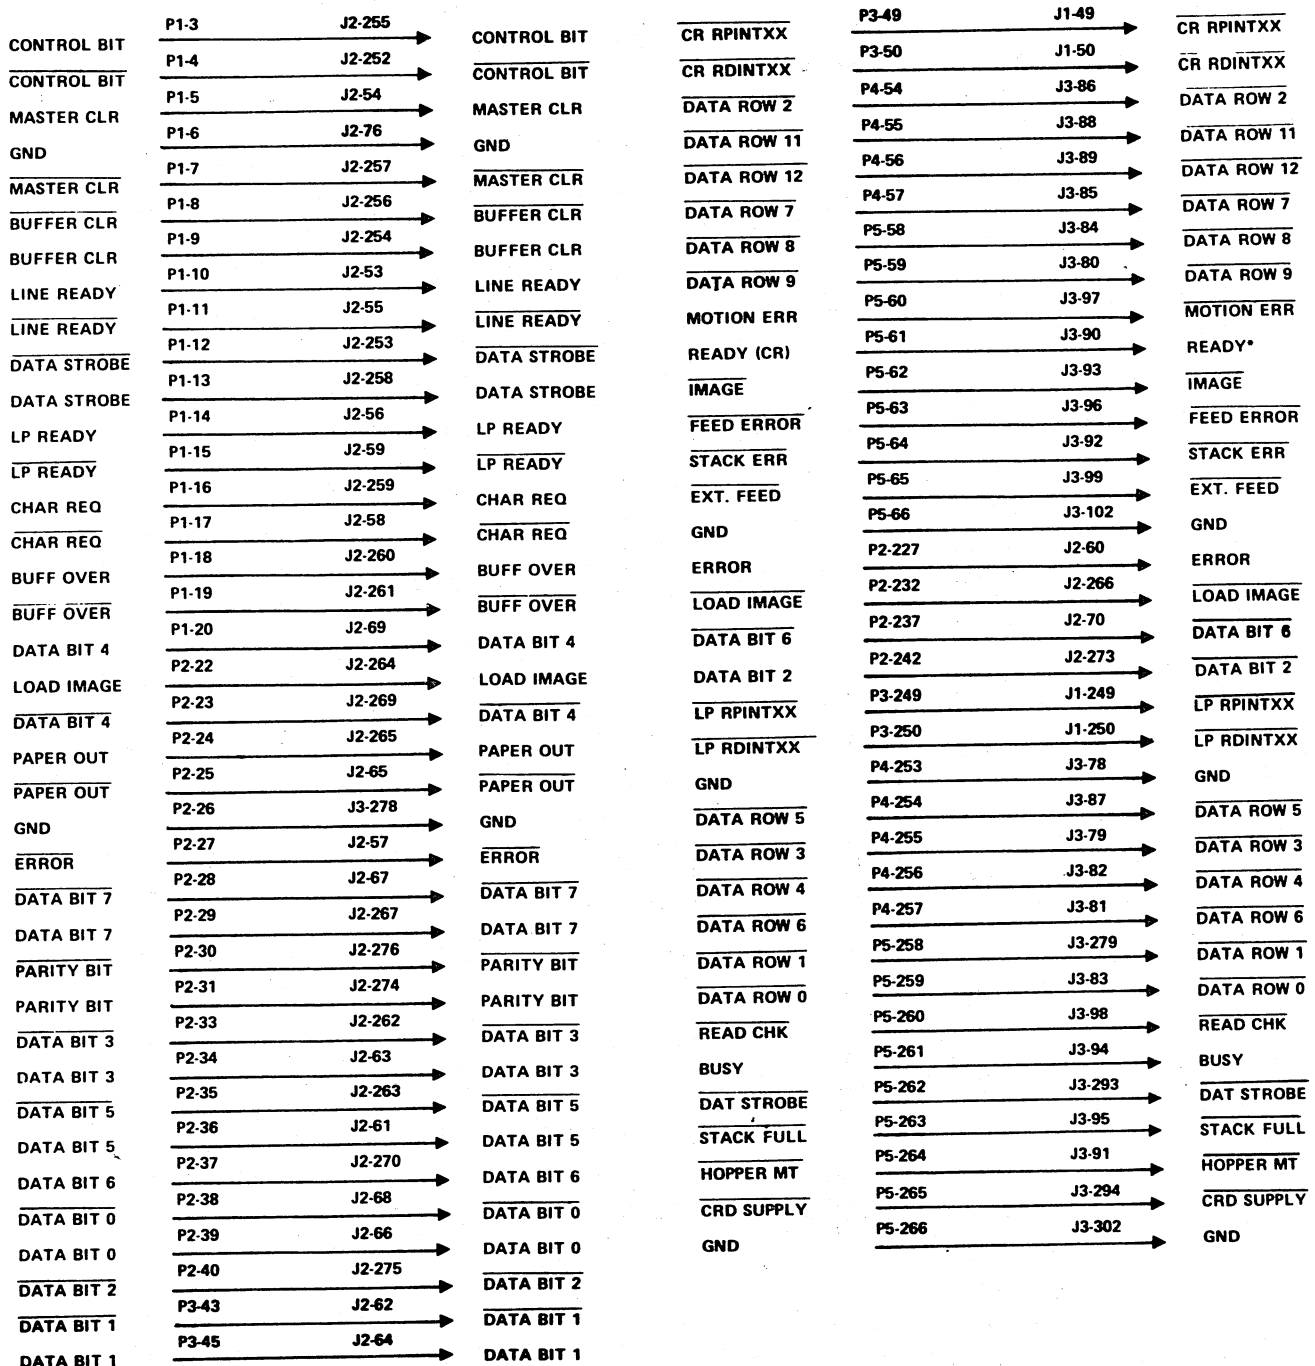 CONTROL BIT P1-3 J2-255 CONTROL BIT
CONTROL BIT P1-4 J2-252 CONTROL BIT
MASTER CLR P1-5 J2-54 MASTER CLR
GND P1-6 J2-76 GND
MASTER CLR P1-7 J2-257 MASTER CLR
BUFFER CLR P1-8 J2-256 BUFFER CLR
BUFFER CLR P1-9 J2-254 BUFFER CLR
LINE READY P1-10 J2-53 LINE READY
LINE READY P1-11 J2-55 LINE READY
DATA STROBE P1-12 J2-253 DATA STROBE
DATA STROBE P1-13 J2-258 DATA STROBE
LP READY P1-14 J2-56 LP READY
LP READY P1-15 J2-59 LP READY
CHAR REQ P1-16 J2-259 CHAR REQ
CHAR REQ P1-17 J2-58 CHAR REQ
BUFF OVER P1-18 J2-260 BUFF OVER
BUFF OVER P1-19 J2-261 BUFF OVER
DATA BIT 4 P1-20 J2-69 DATA BIT 4
LOAD IMAGE P2-22 J2-264 LOAD IMAGE
DATA BIT 4 P2-23 J2-269 DATA BIT 4
PAPER OUT P2-24 J2-265 PAPER OUT
PAPER OUT P2-25 J2-65 PAPER OUT
GND P2-26 J3-278 GND
ERROR P2-27 J2-57 ERROR
DATA BIT 7 P2-28 J2-67 DATA BIT 7
DATA BIT 7 P2-29 J2-267 DATA BIT 7
PARITY BIT P2-30 J2-276 PARITY BIT
PARITY BIT P2-31 J2-274 PARITY BIT
DATA BIT 3 P2-33 J2-262 DATA BIT 3
DATA BIT 3 P2-34 J2-63 DATA BIT 3
DATA BIT 5 P2-35 J2-263 DATA BIT 5
DATA BIT 5 P2-36 J2-61 DATA BIT 5
DATA BIT 6 P2-37 J2-270 DATA BIT 6
DATA BIT 0 P2-38 J2-68 DATA BIT 0
DATA BIT 0 P2-39 J2-66 DATA BIT 0
DATA BIT 2 P2-40 J2-275 DATA BIT 2
DATA BIT 1 P3-43 J2-62 DATA BIT 1
DATA BIT 1 P3-45 J2-64 DATA BIT 1
CR RPINTXX P3-49 J1-49 CR RPINTXX
CR RDINTXX P3-50 J1-50 CR RDINTXX
DATA ROW 2 P4-54 J3-86 DATA ROW 2
DATA ROW 11 P4-55 J3-88 DATA ROW 11
DATA ROW 12 P4-56 J3-89 DATA ROW 12
DATA ROW 7 P4-57 J3-85 DATA ROW 7
DATA ROW 8 P5-58 J3-84 DATA ROW 8
DATA ROW 9 P5-59 J3-80 DATA ROW 9
MOTION ERR P5-60 J3-97 MOTION ERR
READY (CR) P5-61 J3-90 READY*
IMAGE P5-62 J3-93 IMAGE
FEED ERROR P5-63 J3-96 FEED ERROR
STACK ERR P5-64 J3-92 STACK ERR
EXT. FEED P5-65 J3-99 EXT. FEED
GND P5-66 J3-102 GND
ERROR P2-227 J2-60 ERROR
LOAD IMAGE P2-232 J2-266 LOAD IMAGE
DATA BIT 6 P2-237 J2-70 DATA BIT 6
DATA BIT 2 P2-242 J2-273 DATA BIT 2
LP RPINTXX P3-249 J1-249 LP RPINTXX
LP RDINTXX P3-250 J1-250 LP RDINTXX
GND P4-253 J3-78 GND
DATA ROW 5 P4-254 J3-87 DATA ROW 5
DATA ROW 3 P4-255 J3-79 DATA ROW 3
DATA ROW 4 P4-256 J3-82 DATA ROW 4
DATA ROW 6 P4-257 J3-81 DATA ROW 6
DATA ROW 1 P5-258 J3-279 DATA ROW 1
DATA ROW 0 P5-259 J3-83 DATA ROW 0
READ CHK P5-260 J3-98 READ CHK
BUSY P5-261 J3-94 BUSY
DAT STROBE P5-262 J3-293 DAT STROBE
STACK FULL P5-263 J3-95 STACK FULL
HOPPER MT P5-264 J3-91 HOPPER MT
CRD SUPPLY P5-265 J3-294 CRD SUPPLY
GND P5-266 J3-302 GND